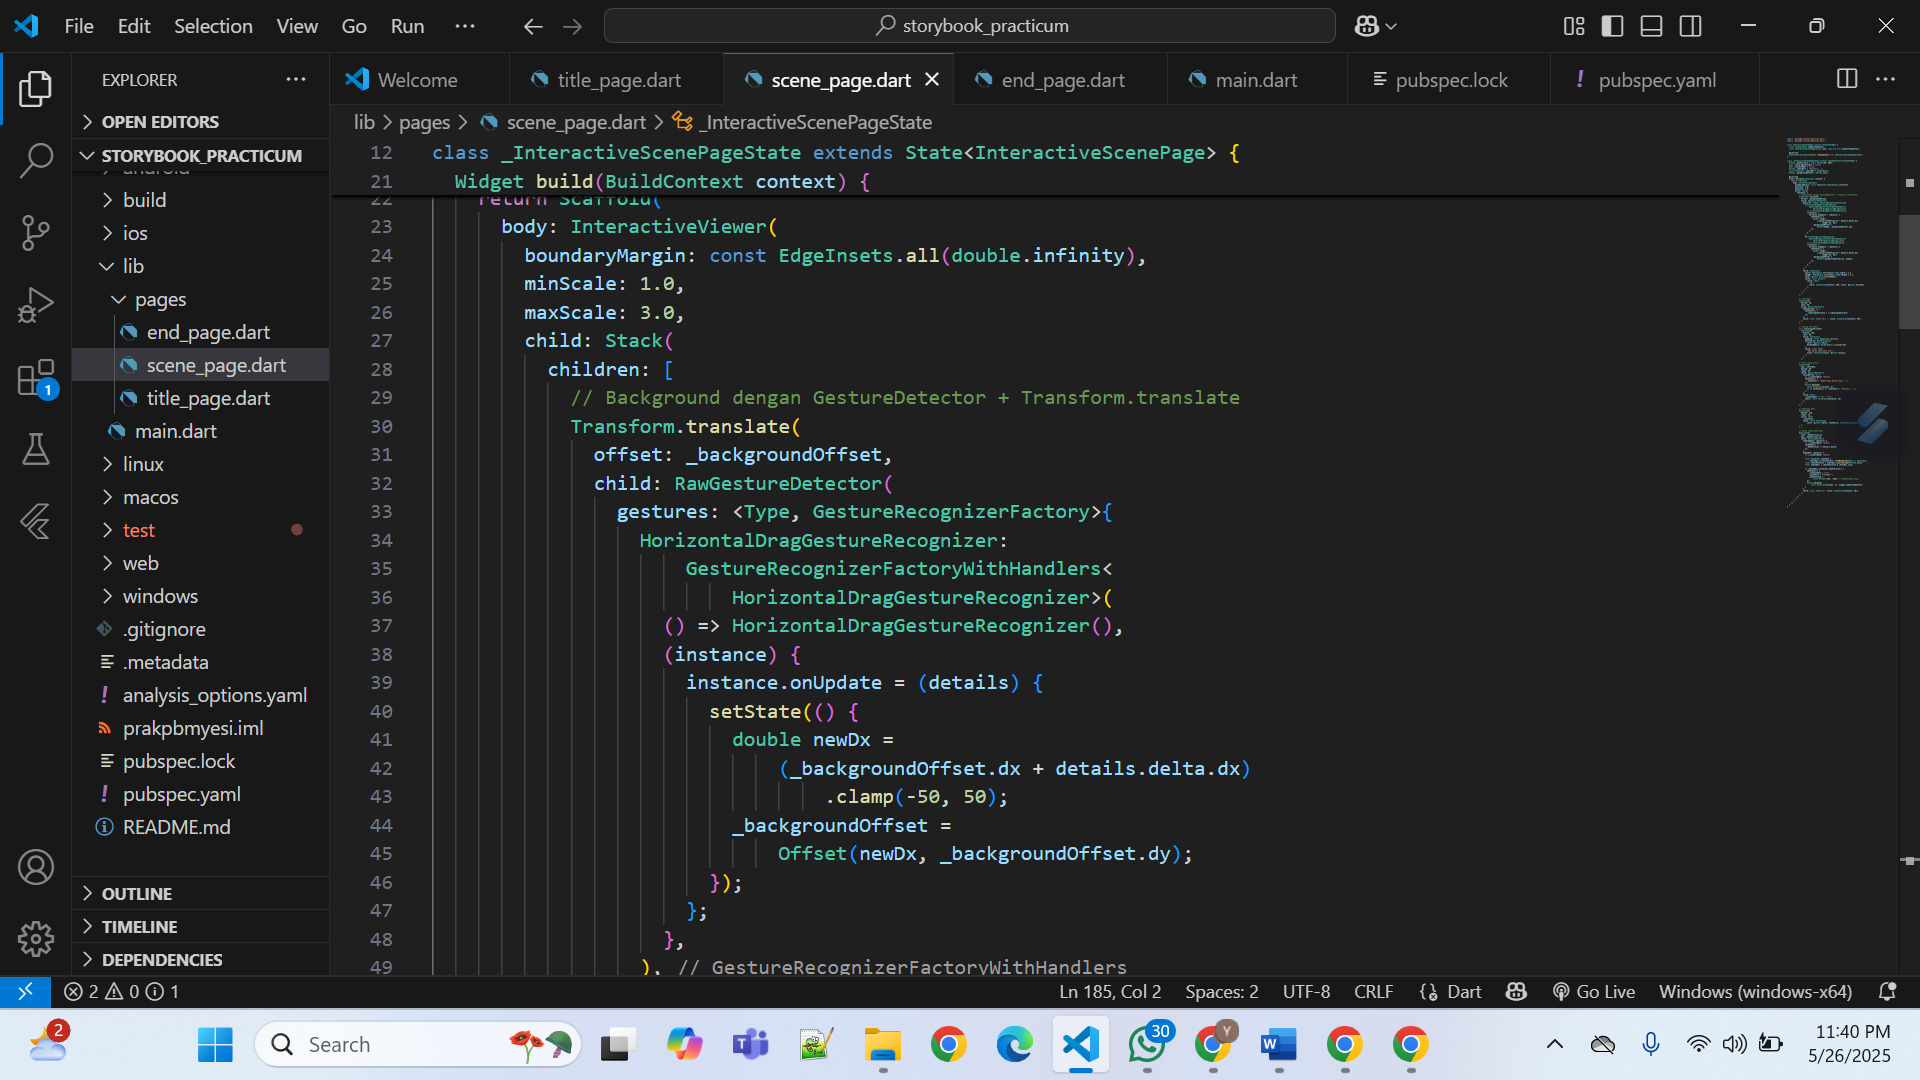 File Edit Selection View Go Run ··· storybook_practicum
EXPLORER ···
Welcome title_page.dart scene_page.dart end_page.dart main.dart pubspec.lock pubspec.yaml ···
lib > pages > scene_page.dart > _InteractiveScenePageState
OPEN EDITORS
STORYBOOK_PRACTICUM
android
build
ios
lib
pages
end_page.dart
scene_page.dart
title_page.dart
main.dart
linux
macos
test
web
windows
.gitignore
.metadata
analysis_options.yaml
prakpbmyesi.iml
pubspec.lock
pubspec.yaml
README.md
OUTLINE
TIMELINE
DEPENDENCIES
1
12 class _InteractiveScenePageState extends State<InteractiveScenePage> {
21 Widget build(BuildContext context) {
22 return Scaffold(
23 body: InteractiveViewer(
24 boundaryMargin: const EdgeInsets.all(double.infinity),
25 minScale: 1.0,
26 maxScale: 3.0,
27 child: Stack(
28 children: [
29 // Background dengan GestureDetector + Transform.translate
30 Transform.translate(
31 offset: _backgroundOffset,
32 child: RawGestureDetector(
33 gestures: <Type, GestureRecognizerFactory>{
34 HorizontalDragGestureRecognizer:
35 GestureRecognizerFactoryWithHandlers<
36 HorizontalDragGestureRecognizer>(
37 () => HorizontalDragGestureRecognizer(),
38 (instance) {
39 instance.onUpdate = (details) {
40 setState(() {
41 double newDx =
42 (_backgroundOffset.dx + details.delta.dx)
43 .clamp(-50, 50);
44 _backgroundOffset =
45 Offset(newDx, _backgroundOffset.dy);
46 });
47 };
48 },
49 ), // GestureRecognizerFactoryWithHandlers
2 0 1 Ln 185, Col 2 Spaces: 2 UTF-8 CRLF Dart Go Live Windows (windows-x64)
2 Search 30 Y W 11:40 PM
5/26/2025